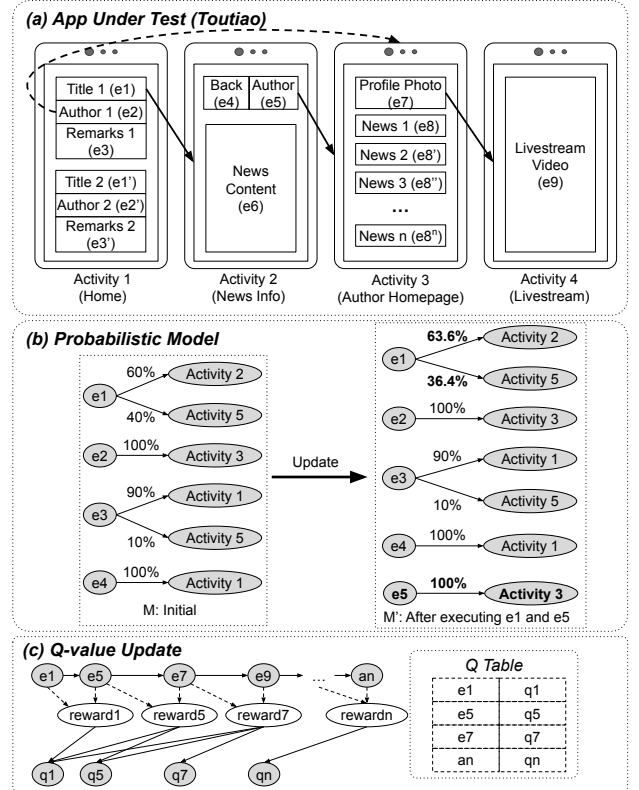 (a) App Under Test (Toutiao)
Title 1 (e1)
Author 1 (e2)
Remarks 1
(e3)
Title 2 (e1')
Author 2 (e2')
Remarks 2
(e3')
Activity 1
(Home)
Back
(e4)
Author
(e5)
News
Content
(e6)
Activity 2
(News Info)
Profile Photo
(e7)
News 1 (e8)
News 2 (e8')
News 3 (e8'')
...
News n (e8ⁿ)
Activity 3
(Author Homepage)
Livestream
Video
(e9)
Activity 4
(Livestream)
(b) Probabilistic Model
e1
60%
Activity 2
40%
Activity 5
e2
100%
Activity 3
e3
90%
Activity 1
10%
Activity 5
e4
100%
Activity 1
M: Initial
Update
e1
63.6%
Activity 2
36.4%
Activity 5
e2
100%
Activity 3
e3
90%
Activity 1
10%
Activity 5
e4
100%
Activity 1
e5
100%
Activity 3
M': After executing e1 and e5
(c) Q-value Update
e1 e5 e7 e9 ... an
reward1 reward5 reward7 rewardn
q1 q5 q7 qn
Q Table
e1 q1
e5 q5
e7 q7
an qn